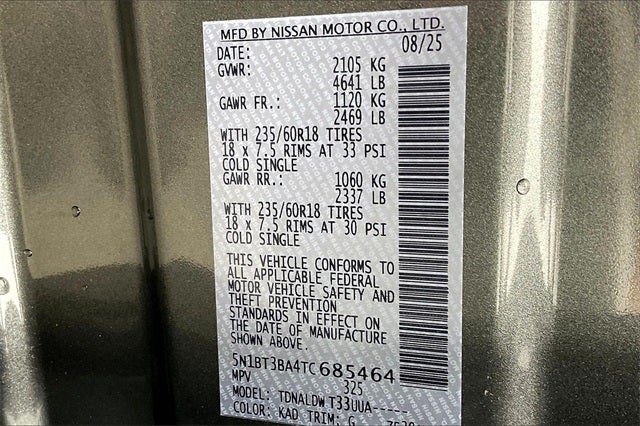 MFD BY NISSAN MOTOR CO., LTD.
DATE: 08/25
GVWR: 2105 KG
4641 LB
GAWR FR.: 1120 KG
2469 LB
WITH 235/60R18 TIRES
18 x 7.5 RIMS AT 33 PSI
COLD SINGLE
GAWR RR.: 1060 KG
2337 LB
WITH 235/60R18 TIRES
18 x 7.5 RIMS AT 30 PSI
COLD SINGLE
THIS VEHICLE CONFORMS TO
ALL APPLICABLE FEDERAL
MOTOR VEHICLE SAFETY AND
THEFT PREVENTION
STANDARDS IN EFFECT ON
THE DATE OF MANUFACTURE
SHOWN ABOVE.
5N1BT3BA4TC685464
MPV 325
MODEL: TDNALDW T33UUA-----
COLOR: KAD TRIM: G